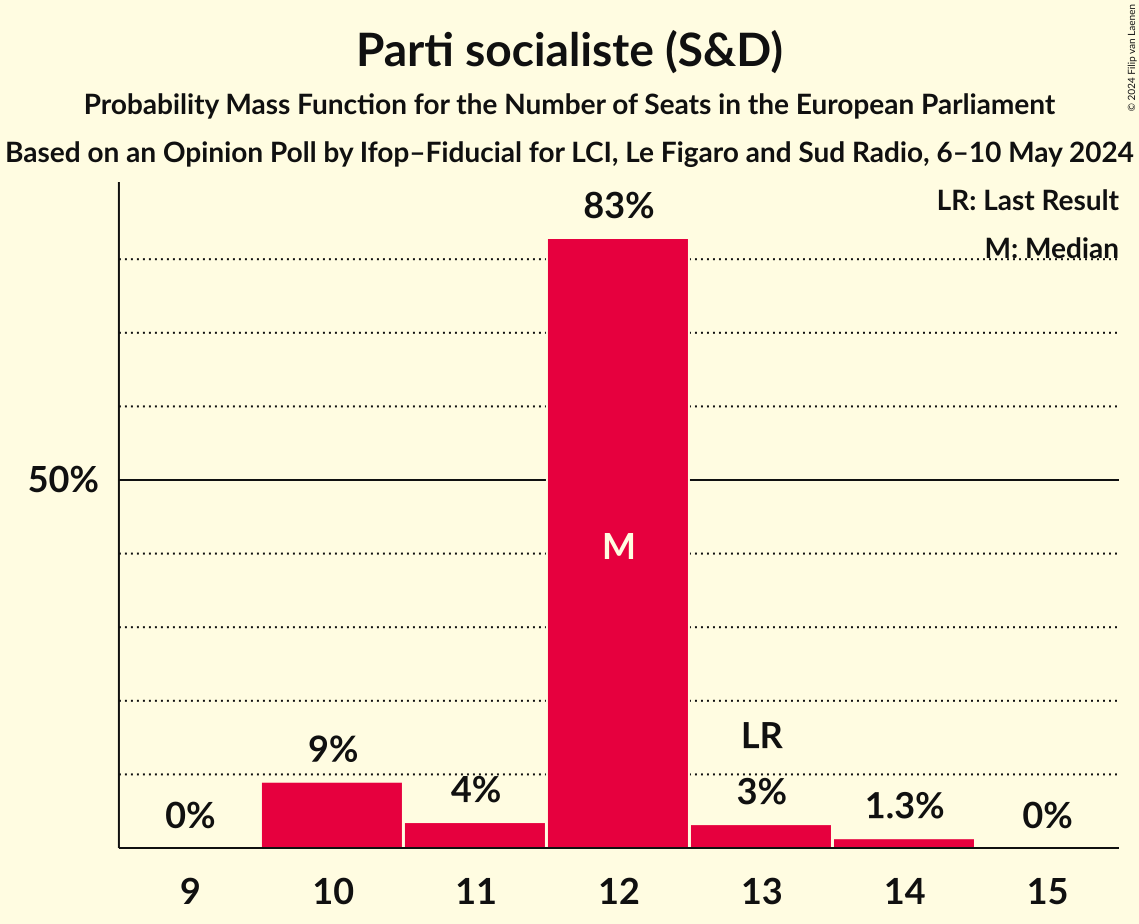 Parti socialiste (S&D)
Probability Mass Function for the Number of Seats in the European Parliament
Based on an Opinion Poll by Ifop–Fiducial for LCI, Le Figaro and Sud Radio, 6–10 May 2024
© 2024 Filip van Laenen
LR: Last Result
M: Median
83%
50%
M
LR
9%
4%
3%
1.3%
0%
0%
9 10 11 12 13 14 15